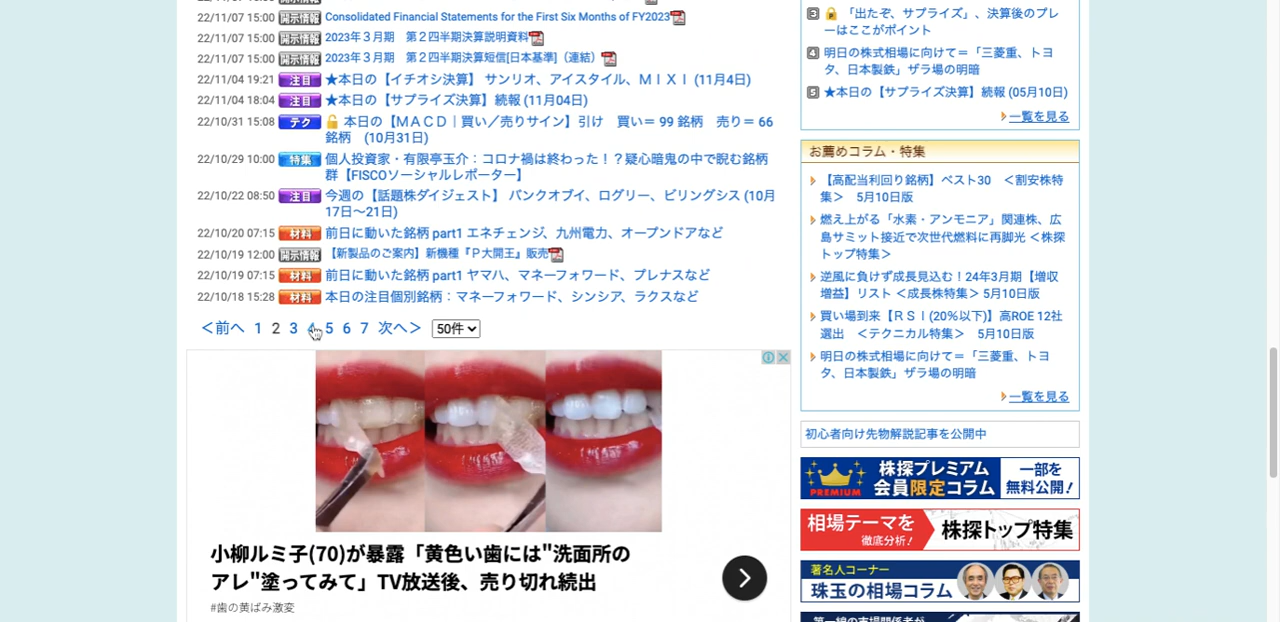 22/11/07 15:00 開示情報 Consolidated Financial Statements for the First Six Months of FY2023
22/11/07 15:00 開示情報 2023年３月期　第２四半期決算説明資料
22/11/07 15:00 開示情報 2023年３月期　第２四半期決算短信[日本基準]（連結）
22/11/04 19:21 注目 ★本日の【イチオシ決算】 サンリオ、アイスタイル、ＭＩＸＩ (11月4日)
22/11/04 18:04 注目 ★本日の【サプライズ決算】続報 (11月04日)
22/10/31 15:08 テク 本日の【ＭＡＣＤ｜買い／売りサイン】引け　買い＝ 99 銘柄　売り＝ 66
銘柄　(10月31日)
22/10/29 10:00 特集 個人投資家・有限亭玉介：コロナ禍は終わった！？疑心暗鬼の中で睨む銘柄
群【FISCOソーシャルレポーター】
22/10/22 08:50 注目 今週の【話題株ダイジェスト】 バンクオブイ、ログリー、ビリングシス (10月
17日～21日)
22/10/20 07:15 材料 前日に動いた銘柄 part1 エネチェンジ、九州電力、オープンドアなど
22/10/19 12:00 開示情報 【新製品のご案内】新機種『Ｐ大開王』販売
22/10/19 07:15 材料 前日に動いた銘柄 part1 ヤマハ、マネーフォワード、プレナスなど
22/10/18 15:28 材料 本日の注目個別銘柄：マネーフォワード、シンシア、ラクスなど
＜前へ 1 2 3 4 5 6 7 次へ＞ 50件
小柳ルミ子(70)が暴露「黄色い歯には"洗面所の
アレ"塗ってみて」TV放送後、売り切れ続出
#歯の黄ばみ激変
3 「出たぞ、サプライズ」、決算後のプレ
ーはここがポイント
4 明日の株式相場に向けて＝「三菱重、トヨ
タ、日本製鉄」ザラ場の明暗
5 ★本日の【サプライズ決算】続報 (05月10日)
一覧を見る
お薦めコラム・特集
【高配当利回り銘柄】ベスト30　＜割安株特
集＞　5月10日版
燃え上がる「水素・アンモニア」関連株、広
島サミット接近で次世代燃料に再脚光 ＜株探
トップ特集＞
逆風に負けず成長見込む！24年3月期【増収
増益】リスト ＜成長株特集＞ 5月10日版
買い場到来【ＲＳＩ(20％以下)】高ROE 12社
選出　＜テクニカル特集＞　5月10日版
明日の株式相場に向けて＝「三菱重、トヨ
タ、日本製鉄」ザラ場の明暗
一覧を見る
初心者向け先物解説記事を公開中
PREMIUM 株探プレミアム
会員限定コラム
一部を
無料公開！
相場テーマを
徹底分析！
株探トップ特集
著名人コーナー
珠玉の相場コラム